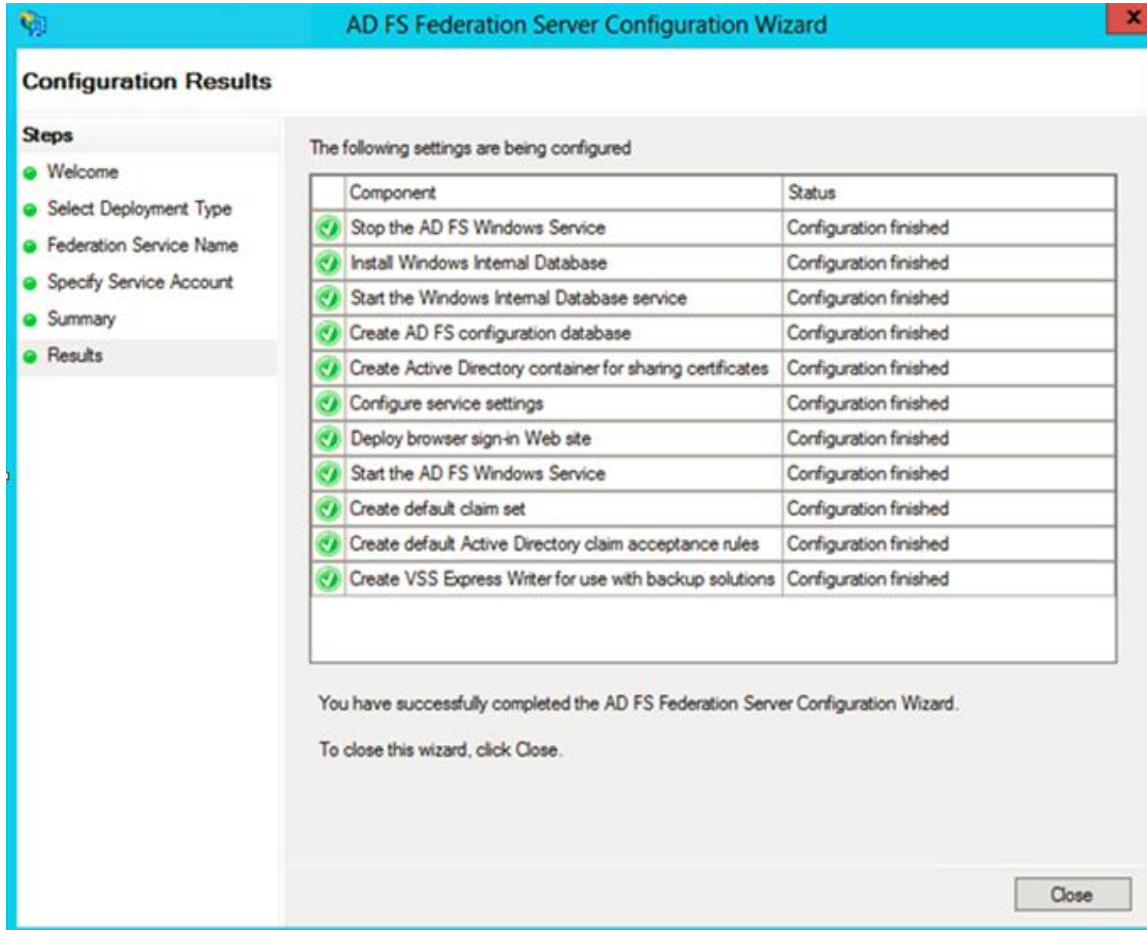 AD FS Federation Server Configuration Wizard
x
Configuration Results
Steps
Welcome
Select Deployment Type
Federation Service Name
Specify Service Account
Summary
Results
The following settings are being configured
Component Status
Stop the AD FS Windows Service Configuration finished
Install Windows Internal Database Configuration finished
Start the Windows Internal Database service Configuration finished
Create AD FS configuration database Configuration finished
Create Active Directory container for sharing certificates Configuration finished
Configure service settings Configuration finished
Deploy browser sign-in Web site Configuration finished
Start the AD FS Windows Service Configuration finished
Create default claim set Configuration finished
Create default Active Directory claim acceptance rules Configuration finished
Create VSS Express Writer for use with backup solutions Configuration finished
You have successfully completed the AD FS Federation Server Configuration Wizard.
To close this wizard, click Close.
Close